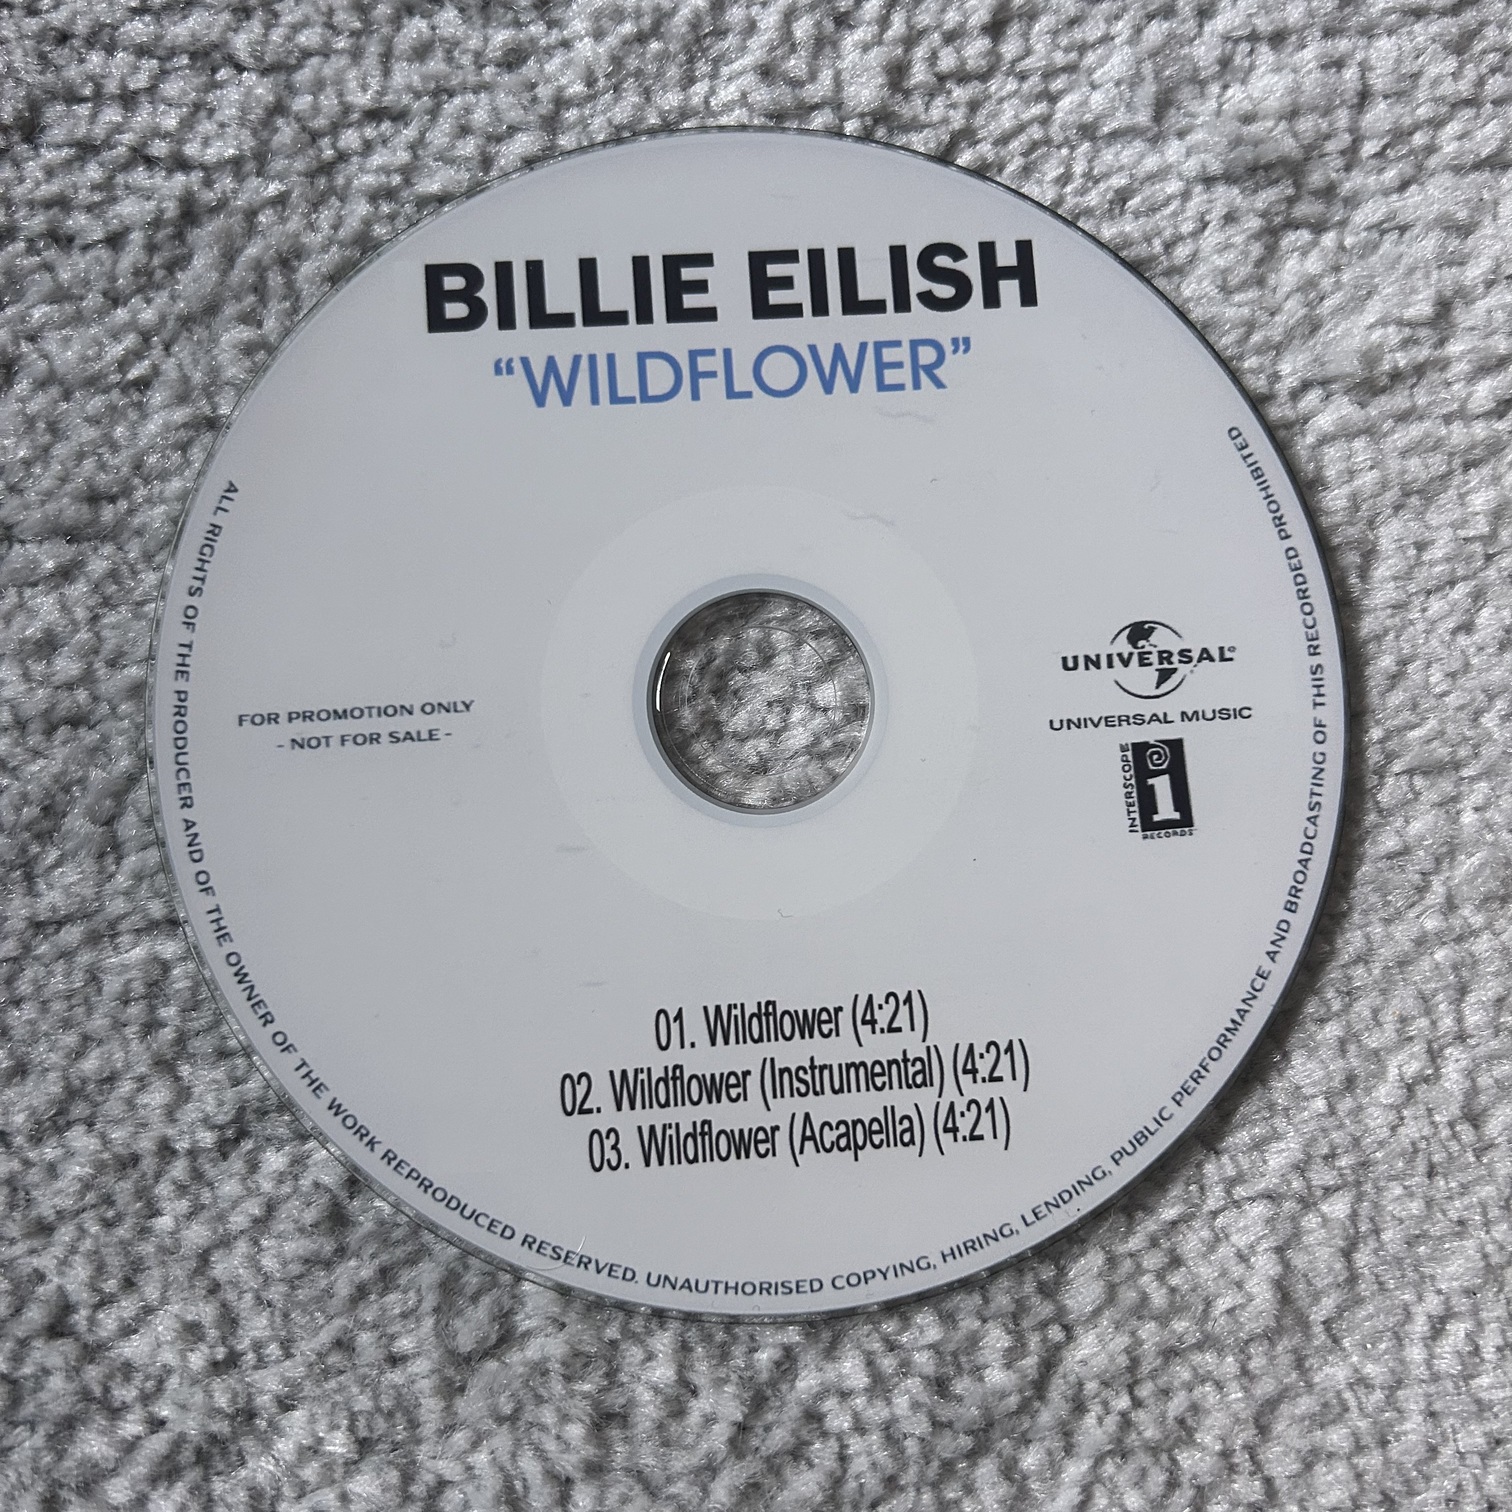 BILLIE EILISH
“WILDFLOWER”
FOR PROMOTION ONLY
- NOT FOR SALE -
UNIVERSAL®
UNIVERSAL MUSIC
INTERSCOPE
i
RECORDS
01. Wildflower (4:21)
02. Wildflower (Instrumental) (4:21)
03. Wildflower (Acapella) (4:21)
ALL RIGHTS OF THE PRODUCER AND OF THE OWNER OF THE WORK REPRODUCED RESERVED. UNAUTHORISED COPYING, HIRING, LENDING, PUBLIC PERFORMANCE AND BROADCASTING OF THIS RECORDED PROHIBITED